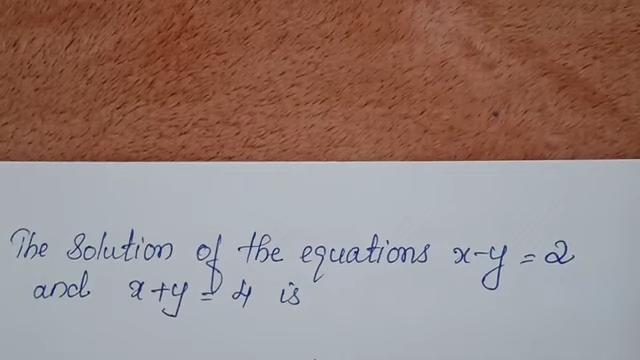 The Solution of the equations x-y = 2
and x+y = 4 is